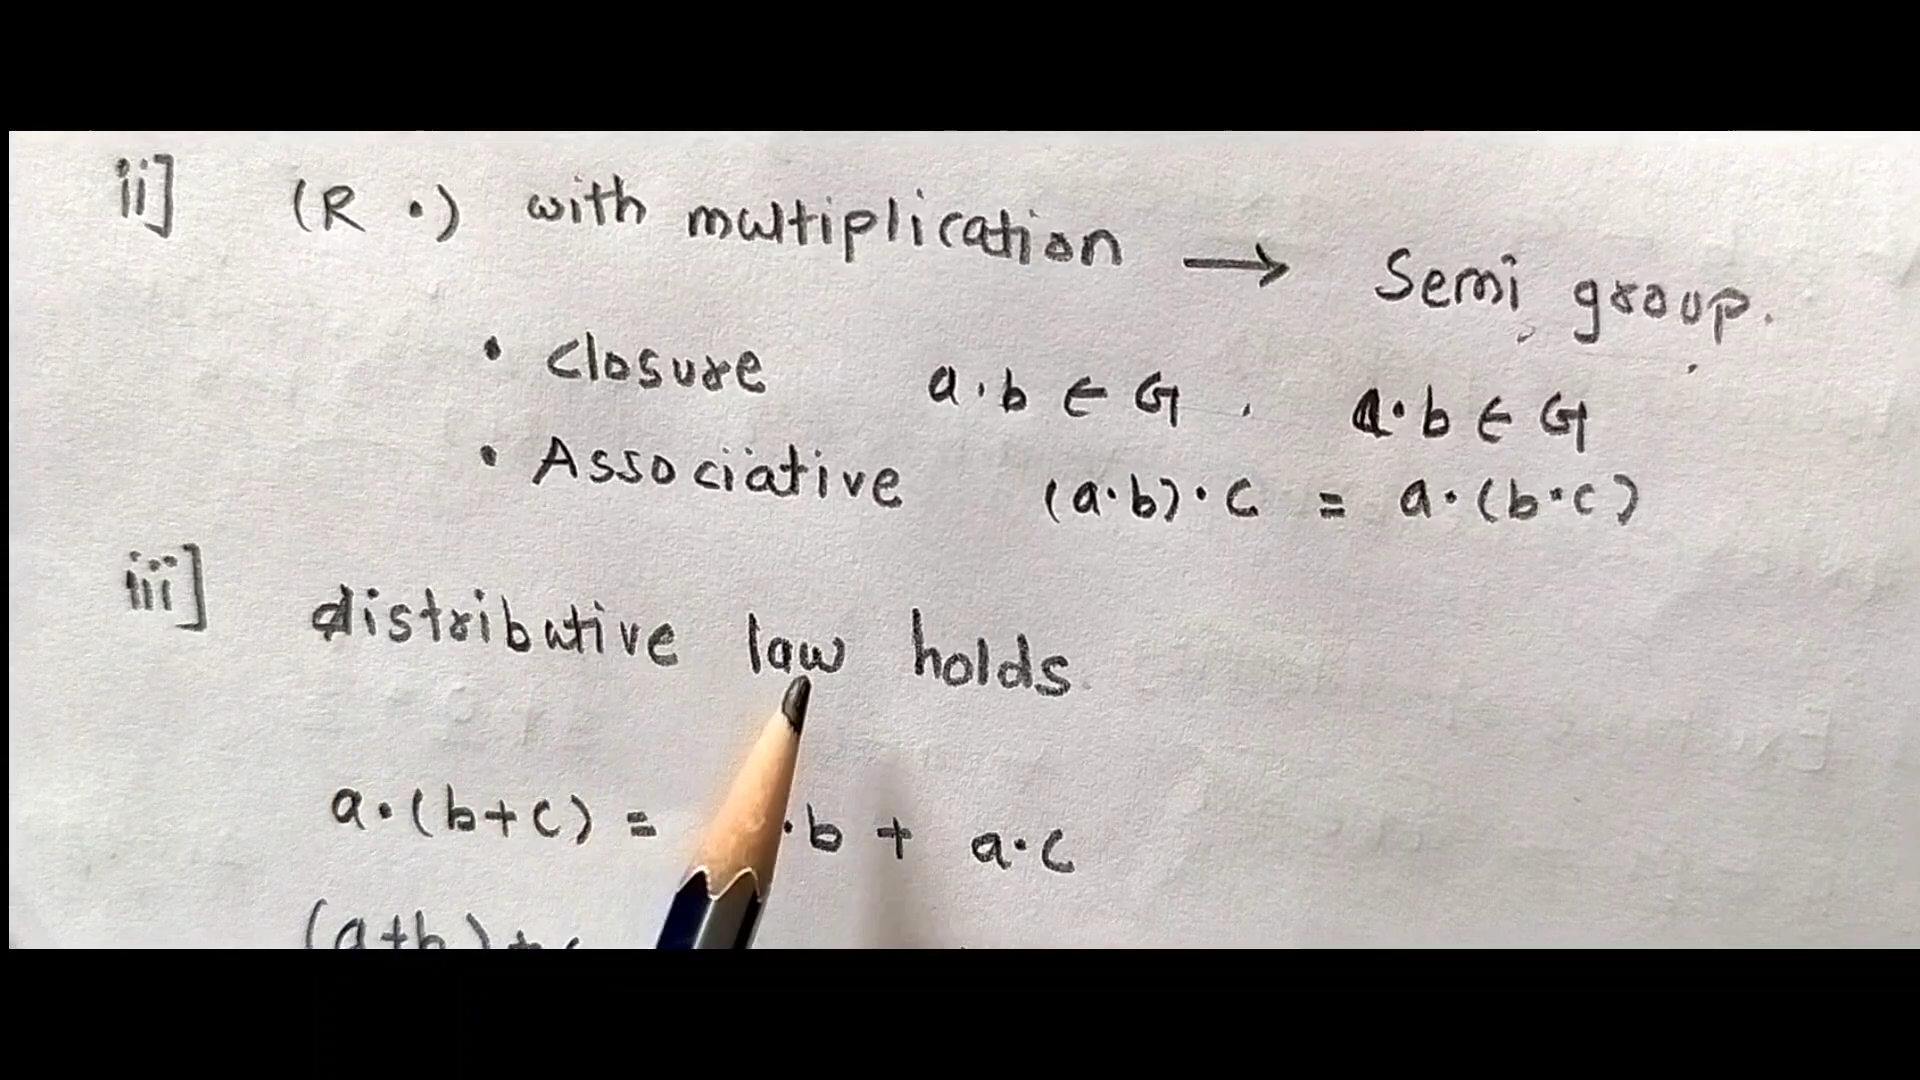 ii] (R •) with multiplication → Semi group.
• Closure a.b ∈ G . a.b ∈ G
• Associative (a·b)·c = a·(b·c)
iii] distributive law holds
a·(b+c) = ·b + a·c
(a+b)